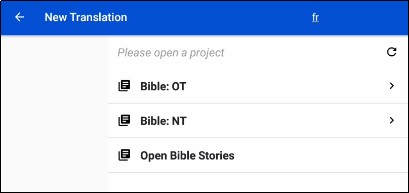 New Translation fr
Please open a project
Bible: OT
Bible: NT
Open Bible Stories